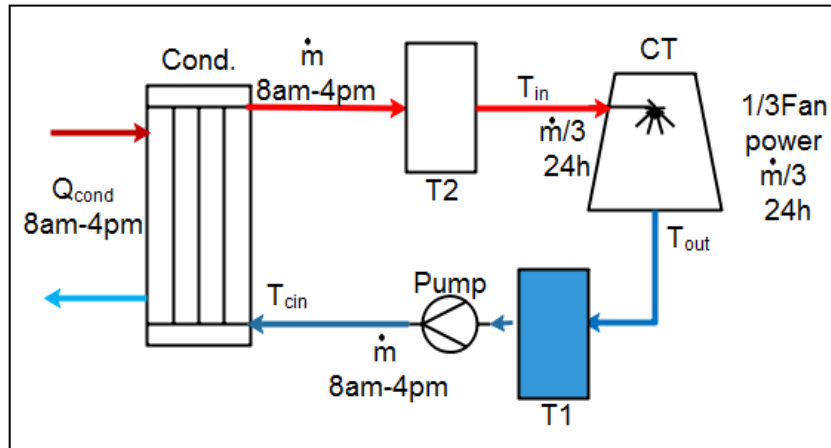 Cond.
ṁ
8am-4pm
T2
T_in
ṁ/3
24h
CT
1/3Fan
power
ṁ/3
24h
Q_cond
8am-4pm
T_out
T_cin
Pump
ṁ
8am-4pm
T1